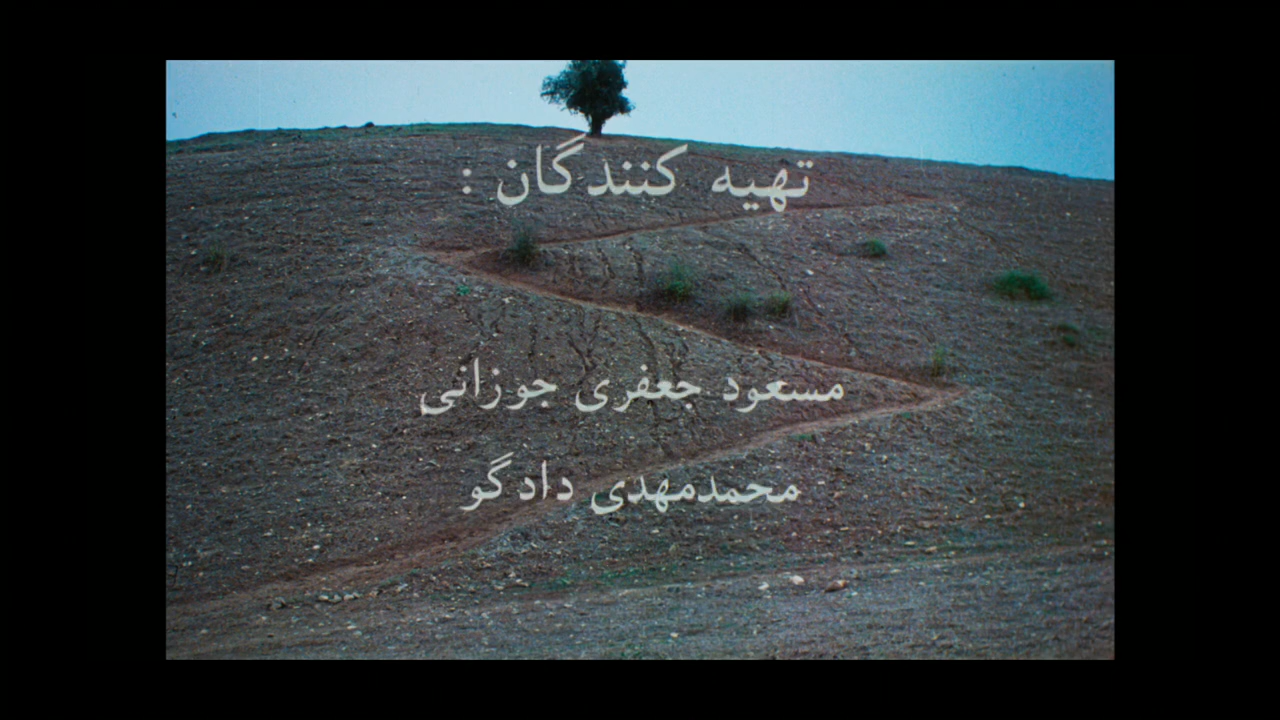 تهیه کنندگان :
مسعود جعفری جوزانی
محمدمهدی دادگو